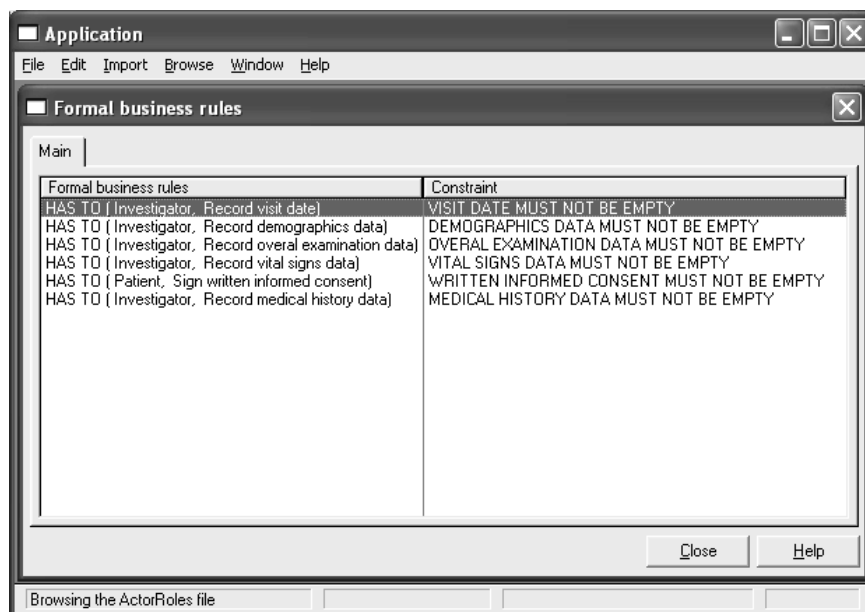 Application
File Edit Import Browse Window Help
Formal business rules
Main
Formal business rules Constraint
HAS TO ( Investigator, Record visit date) VISIT DATE MUST NOT BE EMPTY
HAS TO ( Investigator, Record demographics data) DEMOGRAPHICS DATA MUST NOT BE EMPTY
HAS TO ( Investigator, Record overal examination data) OVERAL EXAMINATION DATA MUST NOT BE EMPTY
HAS TO ( Investigator, Record vital signs data) VITAL SIGNS DATA MUST NOT BE EMPTY
HAS TO ( Patient, Sign written informed consent) WRITTEN INFORMED CONSENT MUST NOT BE EMPTY
HAS TO ( Investigator, Record medical history data) MEDICAL HISTORY DATA MUST NOT BE EMPTY
Close Help
Browsing the ActorRoles file